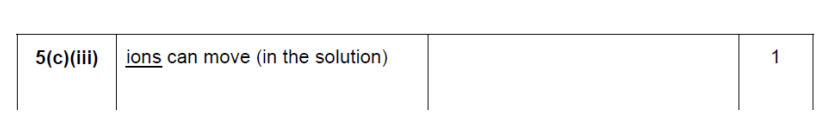 5(c)(iii) ions can move (in the solution) 1